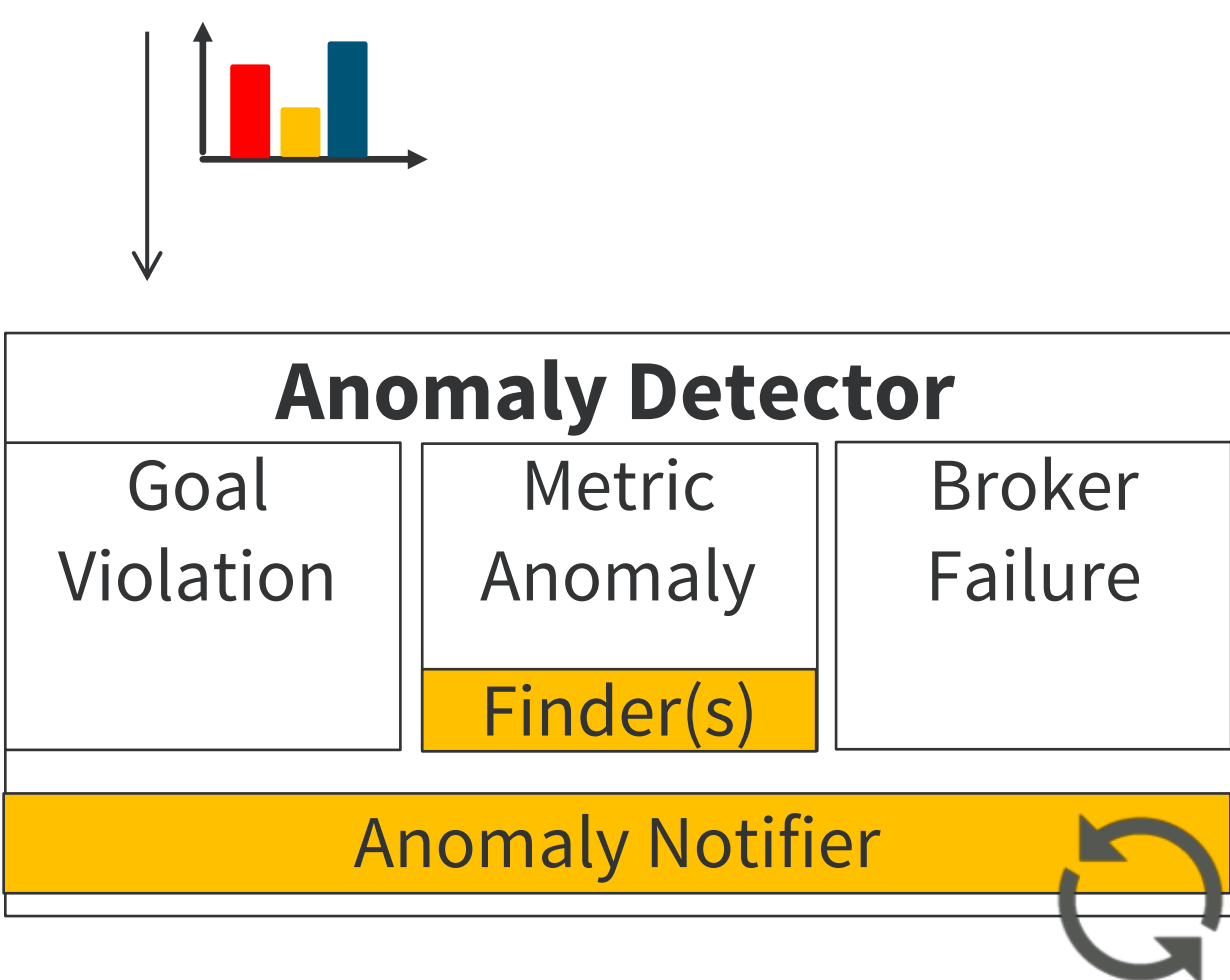 Anomaly Detector
Goal
Violation
Metric
Anomaly
Finder(s)
Broker
Failure
Anomaly Notifier